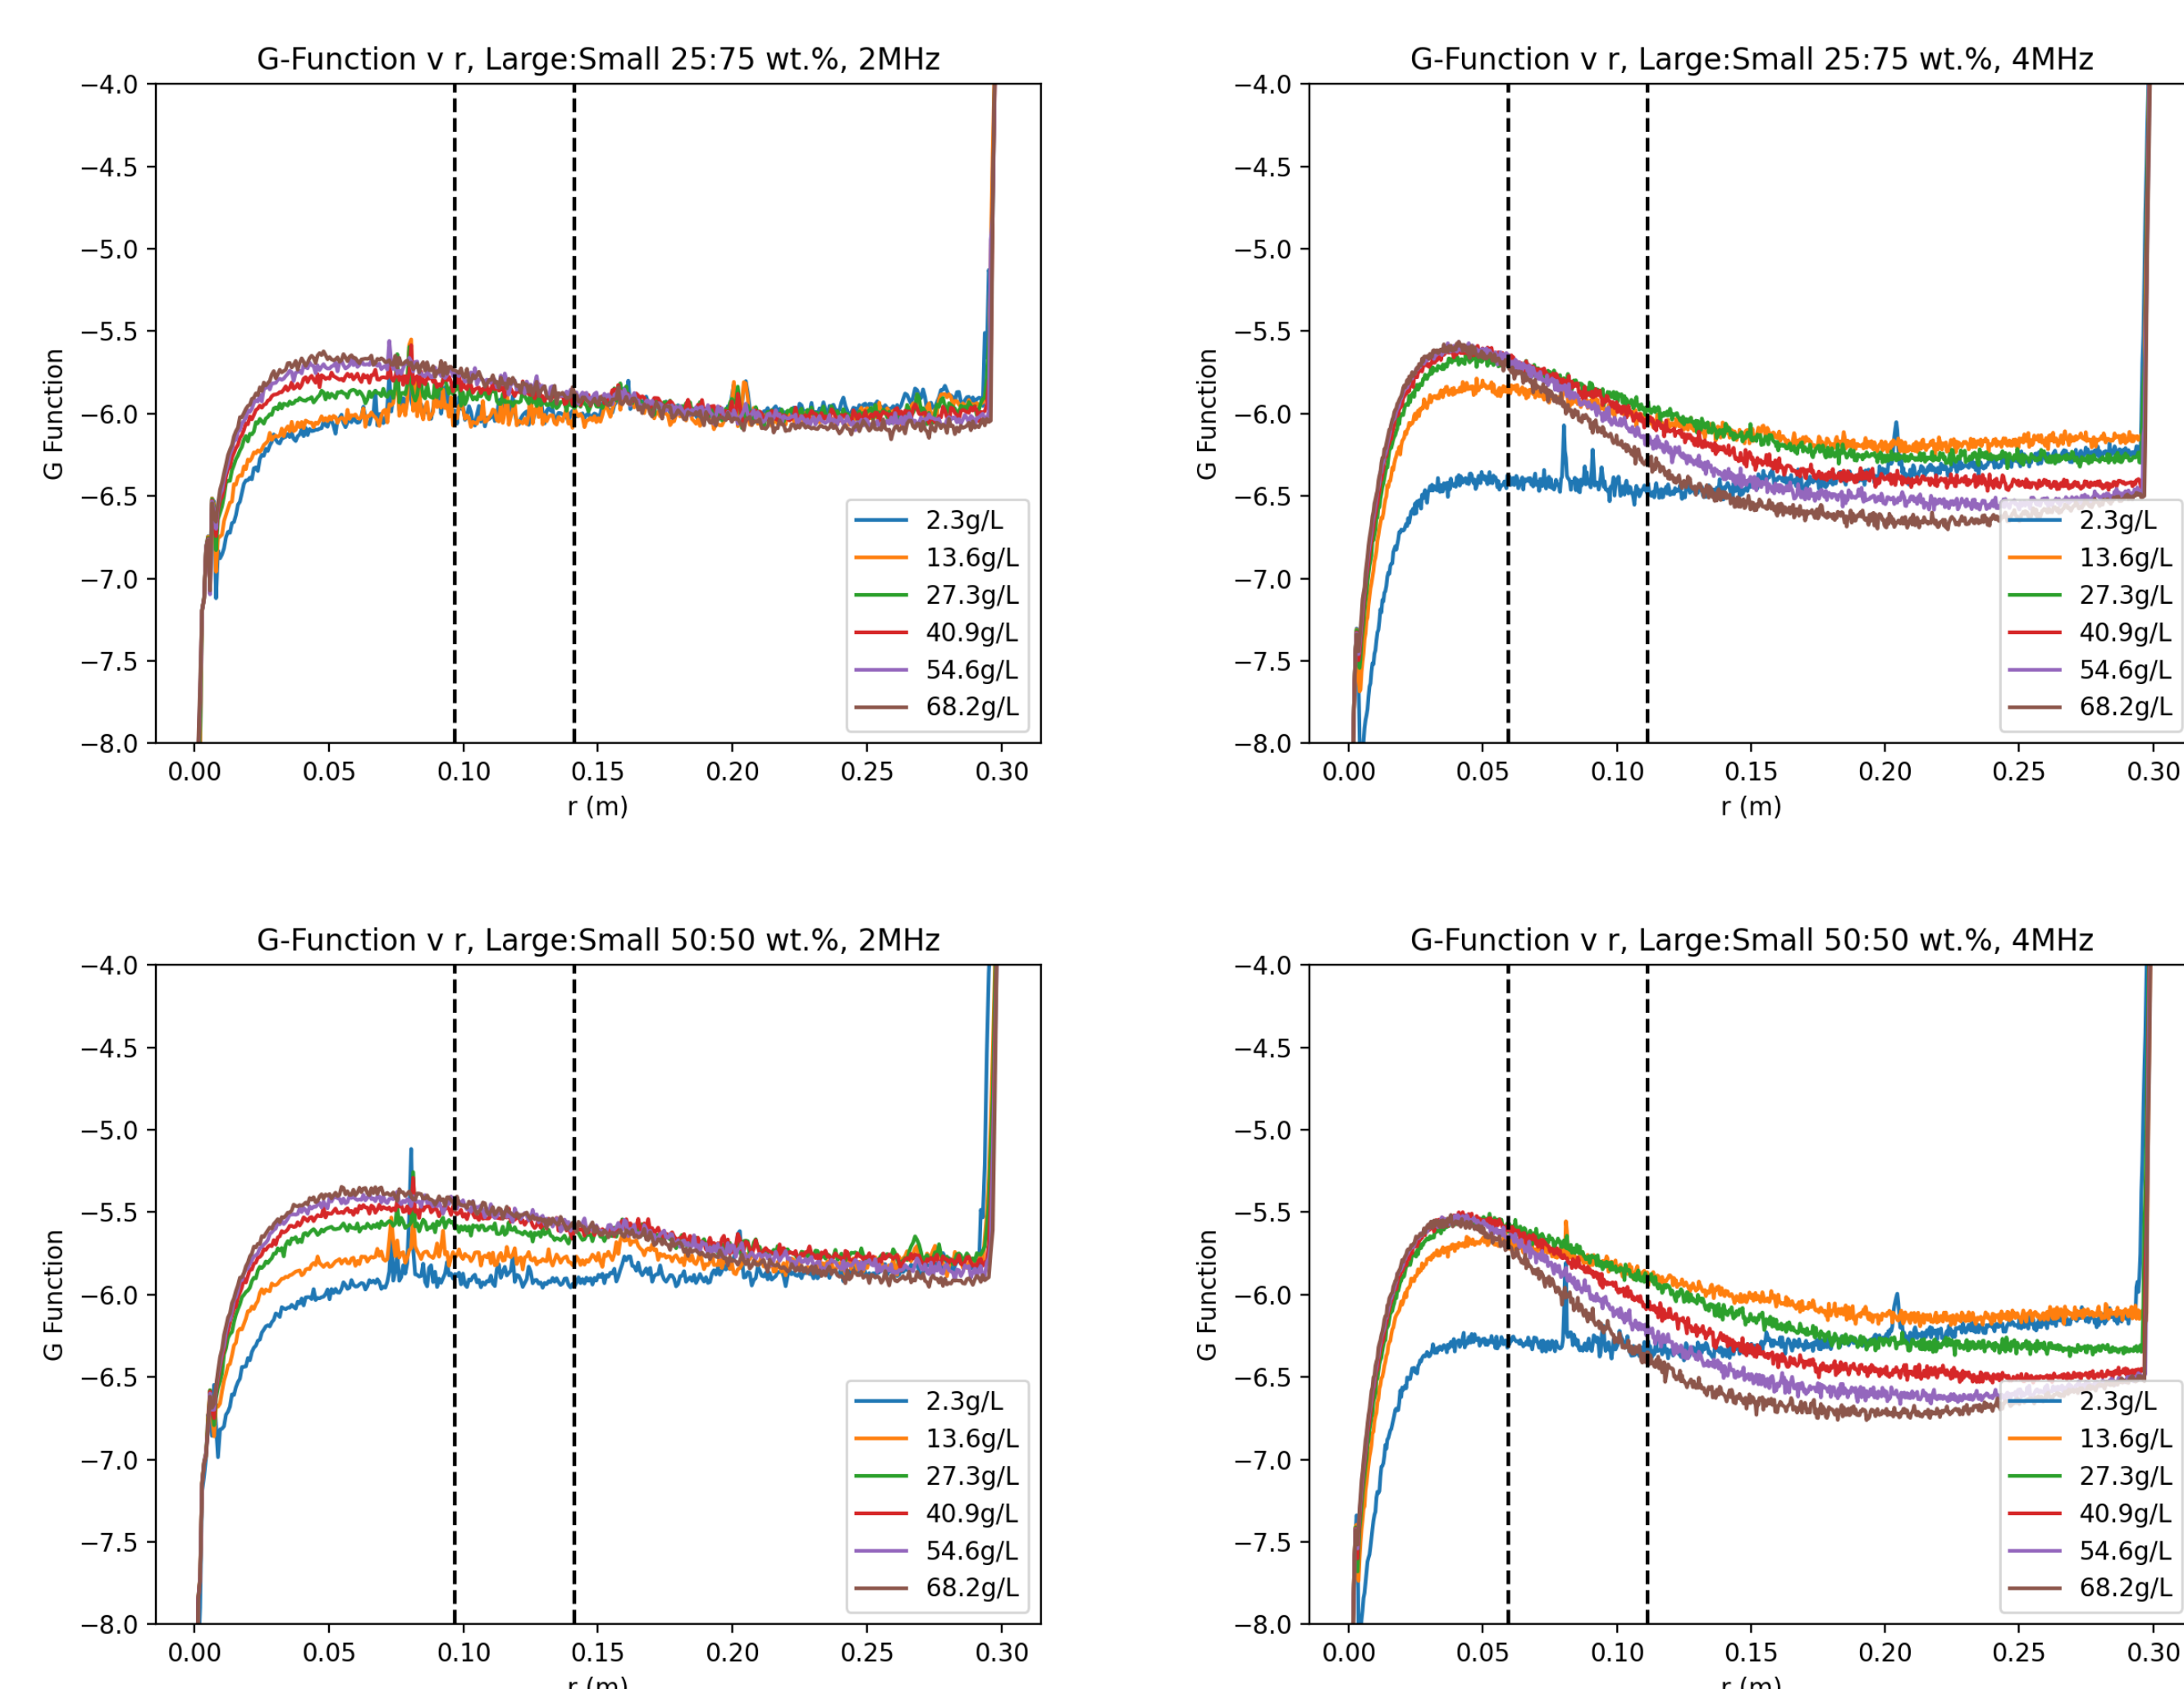 G-Function v r, Large:Small 25:75 wt.%, 2MHz
−4.0
−4.5
−5.0
−5.5
−6.0
−6.5
−7.0
−7.5
−8.0
G Function
2.3g/L
13.6g/L
27.3g/L
40.9g/L
54.6g/L
68.2g/L
0.00 0.05 0.10 0.15 0.20 0.25 0.30
r (m)
G-Function v r, Large:Small 25:75 wt.%, 4MHz
−4.0
−4.5
−5.0
−5.5
−6.0
−6.5
−7.0
−7.5
−8.0
G Function
2.3g/L
13.6g/L
27.3g/L
40.9g/L
54.6g/L
68.2g/L
0.00 0.05 0.10 0.15 0.20 0.25 0.30
r (m)
G-Function v r, Large:Small 50:50 wt.%, 2MHz
−4.0
−4.5
−5.0
−5.5
−6.0
−6.5
−7.0
−7.5
−8.0
G Function
2.3g/L
13.6g/L
27.3g/L
40.9g/L
54.6g/L
68.2g/L
0.00 0.05 0.10 0.15 0.20 0.25 0.30
r (m)
G-Function v r, Large:Small 50:50 wt.%, 4MHz
−4.0
−4.5
−5.0
−5.5
−6.0
−6.5
−7.0
−7.5
−8.0
G Function
2.3g/L
13.6g/L
27.3g/L
40.9g/L
54.6g/L
68.2g/L
0.00 0.05 0.10 0.15 0.20 0.25 0.30
r (m)